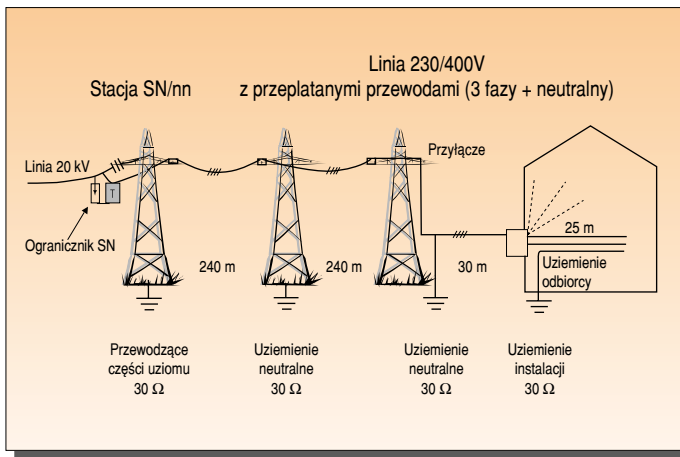 Linia 230/400V
Stacja SN/nn
z przeplatanymi przewodami (3 fazy + neutralny)
Linia 20 kV
T
Przyłącze
Ogranicznik SN
25 m
Uziemienie
odbiorcy
240 m
240 m
30 m
Przewodzące
części uziomu
30 Ω
Uziemienie
neutralne
30 Ω
Uziemienie
neutralne
30 Ω
Uziemienie
instalacji
30 Ω